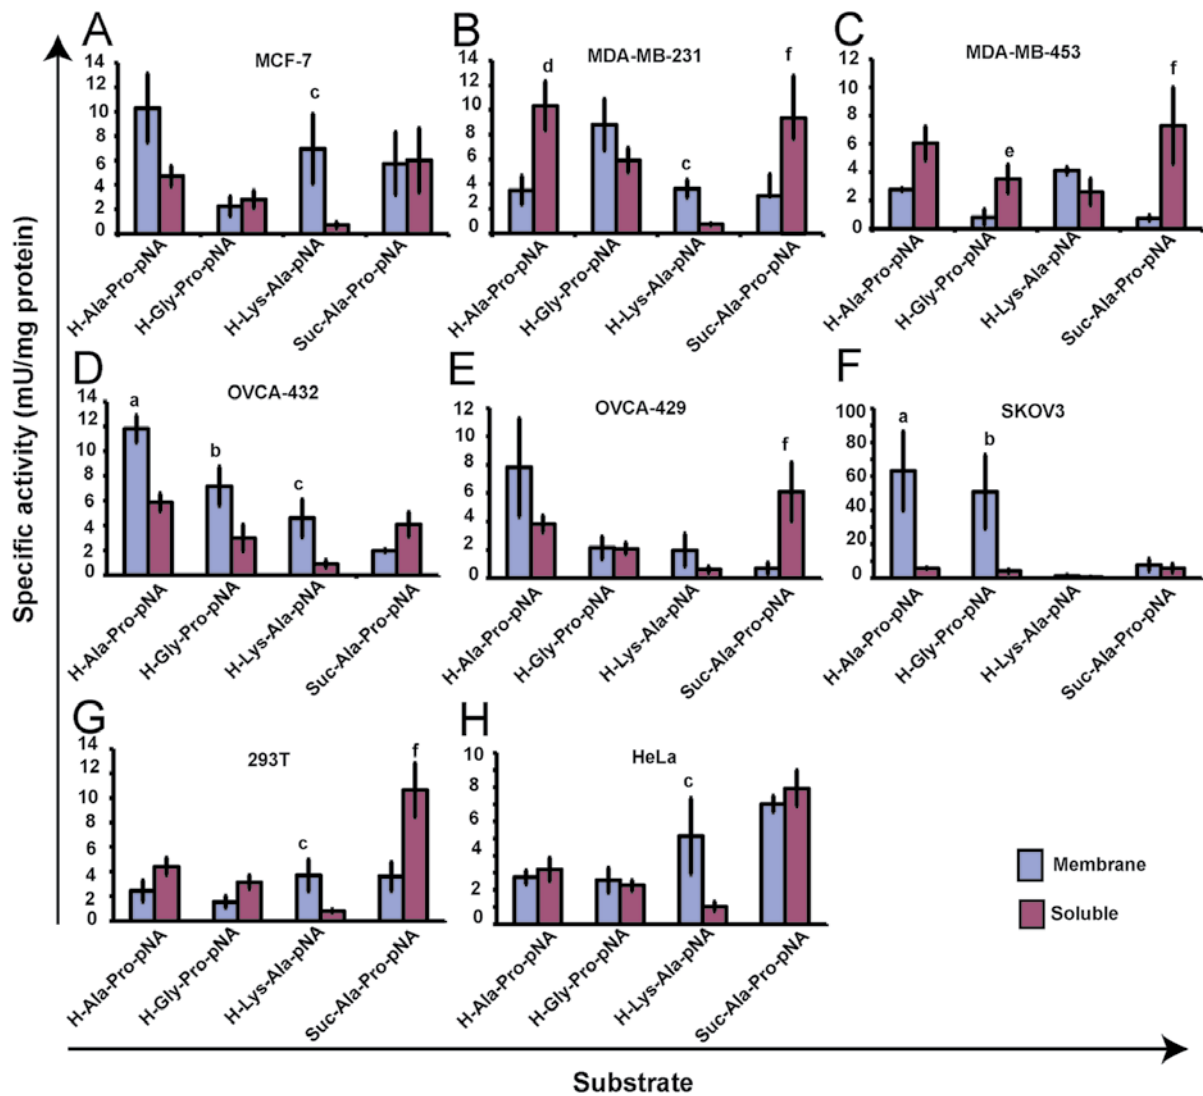 Specific activity (mU/mg protein)
A
MCF-7
14
12
10
8
6
4
2
0
c
H-Ala-Pro-pNA
H-Gly-Pro-pNA
H-Lys-Ala-pNA
Suc-Ala-Pro-pNA
B
MDA-MB-231
14
12
10
8
6
4
2
0
d
c
f
H-Ala-Pro-pNA
H-Gly-Pro-pNA
H-Lys-Ala-pNA
Suc-Ala-Pro-pNA
C
MDA-MB-453
12
10
8
6
4
2
0
e
f
H-Ala-Pro-pNA
H-Gly-Pro-pNA
H-Lys-Ala-pNA
Suc-Ala-Pro-pNA
D
OVCA-432
14
12
10
8
6
4
2
0
a
b
c
H-Ala-Pro-pNA
H-Gly-Pro-pNA
H-Lys-Ala-pNA
Suc-Ala-Pro-pNA
E
OVCA-429
12
10
8
6
4
2
0
f
H-Ala-Pro-pNA
H-Gly-Pro-pNA
H-Lys-Ala-pNA
Suc-Ala-Pro-pNA
F
SKOV3
100
80
60
40
20
0
a
b
H-Ala-Pro-pNA
H-Gly-Pro-pNA
H-Lys-Ala-pNA
Suc-Ala-Pro-pNA
G
293T
14
12
10
8
6
4
2
0
c
f
H-Ala-Pro-pNA
H-Gly-Pro-pNA
H-Lys-Ala-pNA
Suc-Ala-Pro-pNA
H
HeLa
10
8
6
4
2
0
c
H-Ala-Pro-pNA
H-Gly-Pro-pNA
H-Lys-Ala-pNA
Suc-Ala-Pro-pNA
Membrane
Soluble
Substrate